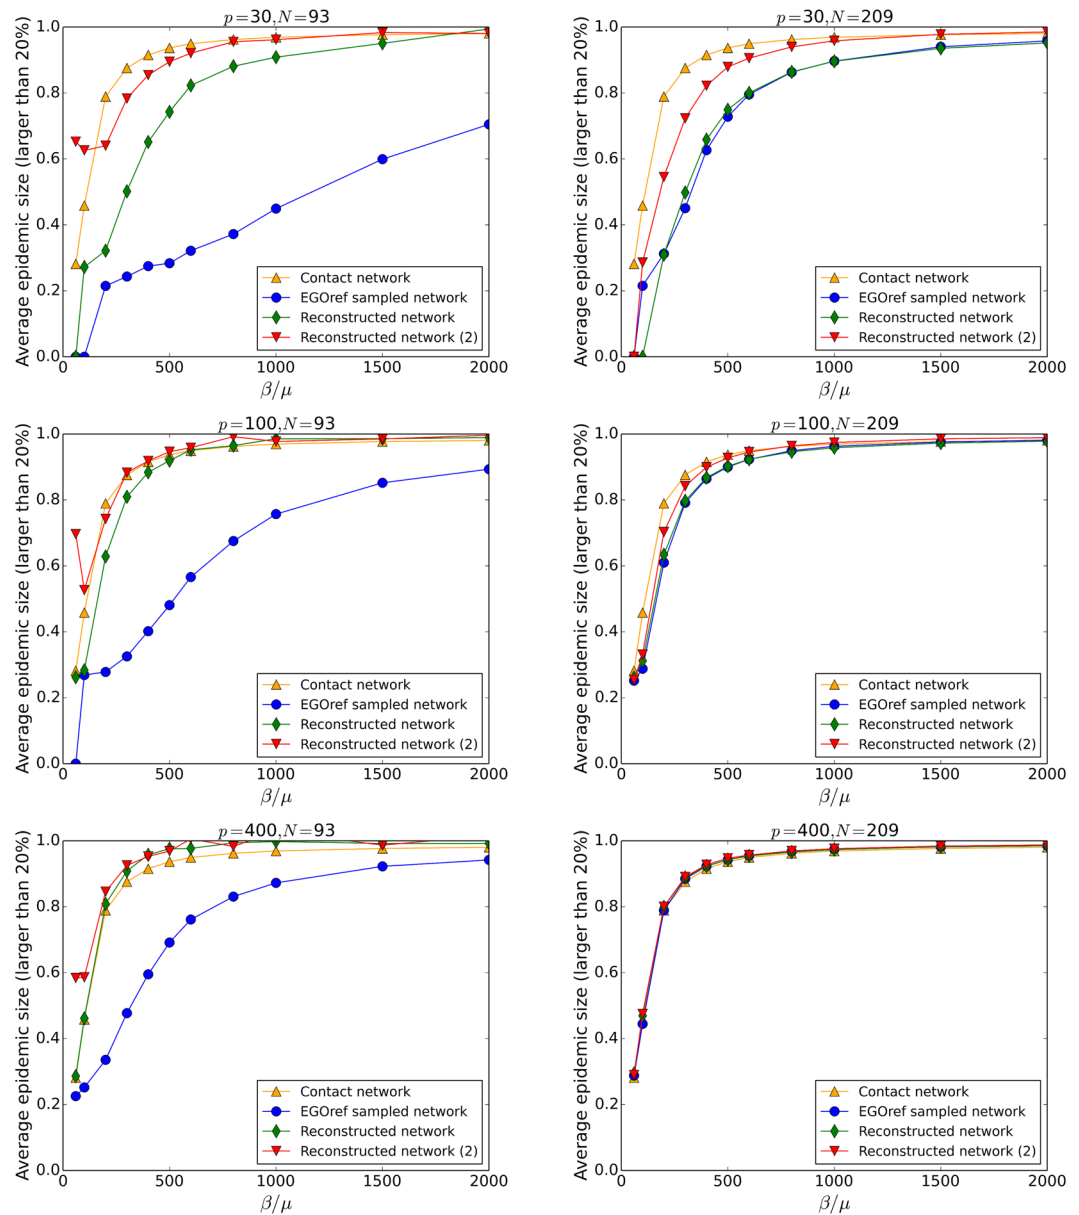 p=30,N=93
Average epidemic size (larger than 20%)
1.0
0.8
0.6
0.4
0.2
0.0
Contact network
EGOref sampled network
Reconstructed network
Reconstructed network (2)
0 500 1000 1500 2000
β/μ
p=30,N=209
Average epidemic size (larger than 20%)
1.0
0.8
0.6
0.4
0.2
0.0
Contact network
EGOref sampled network
Reconstructed network
Reconstructed network (2)
0 500 1000 1500 2000
β/μ
p=100,N=93
Average epidemic size (larger than 20%)
1.0
0.8
0.6
0.4
0.2
0.0
Contact network
EGOref sampled network
Reconstructed network
Reconstructed network (2)
0 500 1000 1500 2000
β/μ
p=100,N=209
Average epidemic size (larger than 20%)
1.0
0.8
0.6
0.4
0.2
0.0
Contact network
EGOref sampled network
Reconstructed network
Reconstructed network (2)
0 500 1000 1500 2000
β/μ
p=400,N=93
Average epidemic size (larger than 20%)
1.0
0.8
0.6
0.4
0.2
0.0
Contact network
EGOref sampled network
Reconstructed network
Reconstructed network (2)
0 500 1000 1500 2000
β/μ
p=400,N=209
Average epidemic size (larger than 20%)
1.0
0.8
0.6
0.4
0.2
0.0
Contact network
EGOref sampled network
Reconstructed network
Reconstructed network (2)
0 500 1000 1500 2000
β/μ